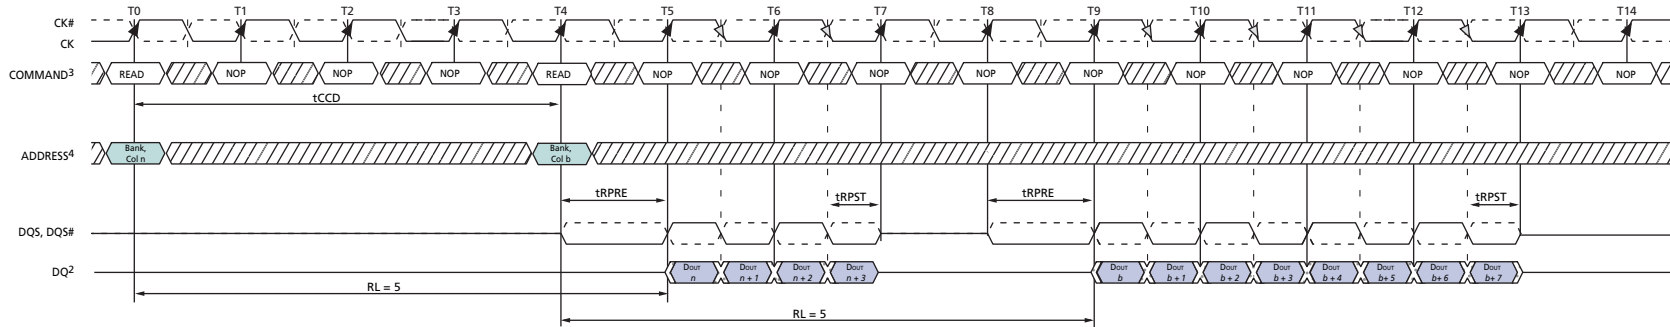 T0 T1 T2 T3 T4 T5 T6 T7 T8 T9 T10 T11 T12 T13 T14
CK#
CK
COMMAND3 READ NOP NOP NOP READ NOP NOP NOP NOP NOP NOP NOP NOP NOP NOP
tCCD
Bank, Bank,
ADDRESS4 Col n Col b
tRPRE tRPST tRPRE tRPST
DQS, DQS#
DOUT DOUT DOUT DOUT DOUT DOUT DOUT DOUT DOUT DOUT DOUT DOUT
DQ2 n n + 1 n + 2 n + 3 b b + 1 b + 2 b + 3 b + 4 b+ 5 b+ 6 b+ 7
RL = 5
RL = 5